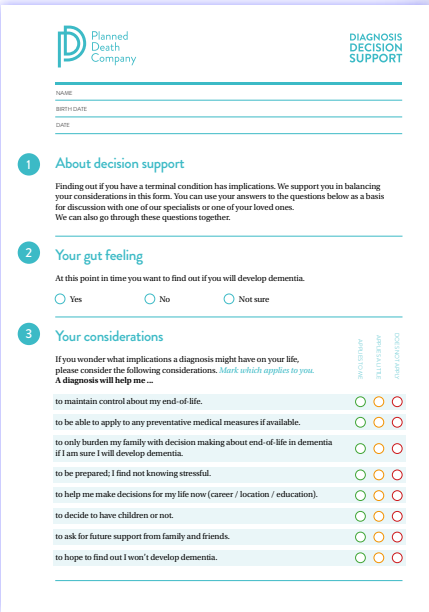 Planned
Death
Company
DIAGNOSIS
DECISION
SUPPORT
NAME
BIRTH DATE
DATE
1
About decision support
Finding out if you have a terminal condition has implications. We support you in balancing
your considerations in this form. You can use your answers to the questions below as a basis
for discussion with one of our specialists or one of your loved ones.
We can also go through these questions together.
2
Your gut feeling
At this point in time you want to find out if you will develop dementia.
Yes
No
Not sure
3
Your considerations
APPLIES TO ME
APPLIES A LITTLE
DOES NOT APPLY
If you wonder what implications a diagnosis might have on your life,
please consider the following considerations. Mark which applies to you.
A diagnosis will help me ...
to maintain control about my end-of-life.
to be able to apply to any preventative medical measures if available.
to only burden my family with decision making about end-of-life in dementia
if I am sure I will develop dementia.
to be prepared; I find not knowing stressful.
to help me make decisions for my life now (career / location / education).
to decide to have children or not.
to ask for future support from family and friends.
to hope to find out I won't develop dementia.